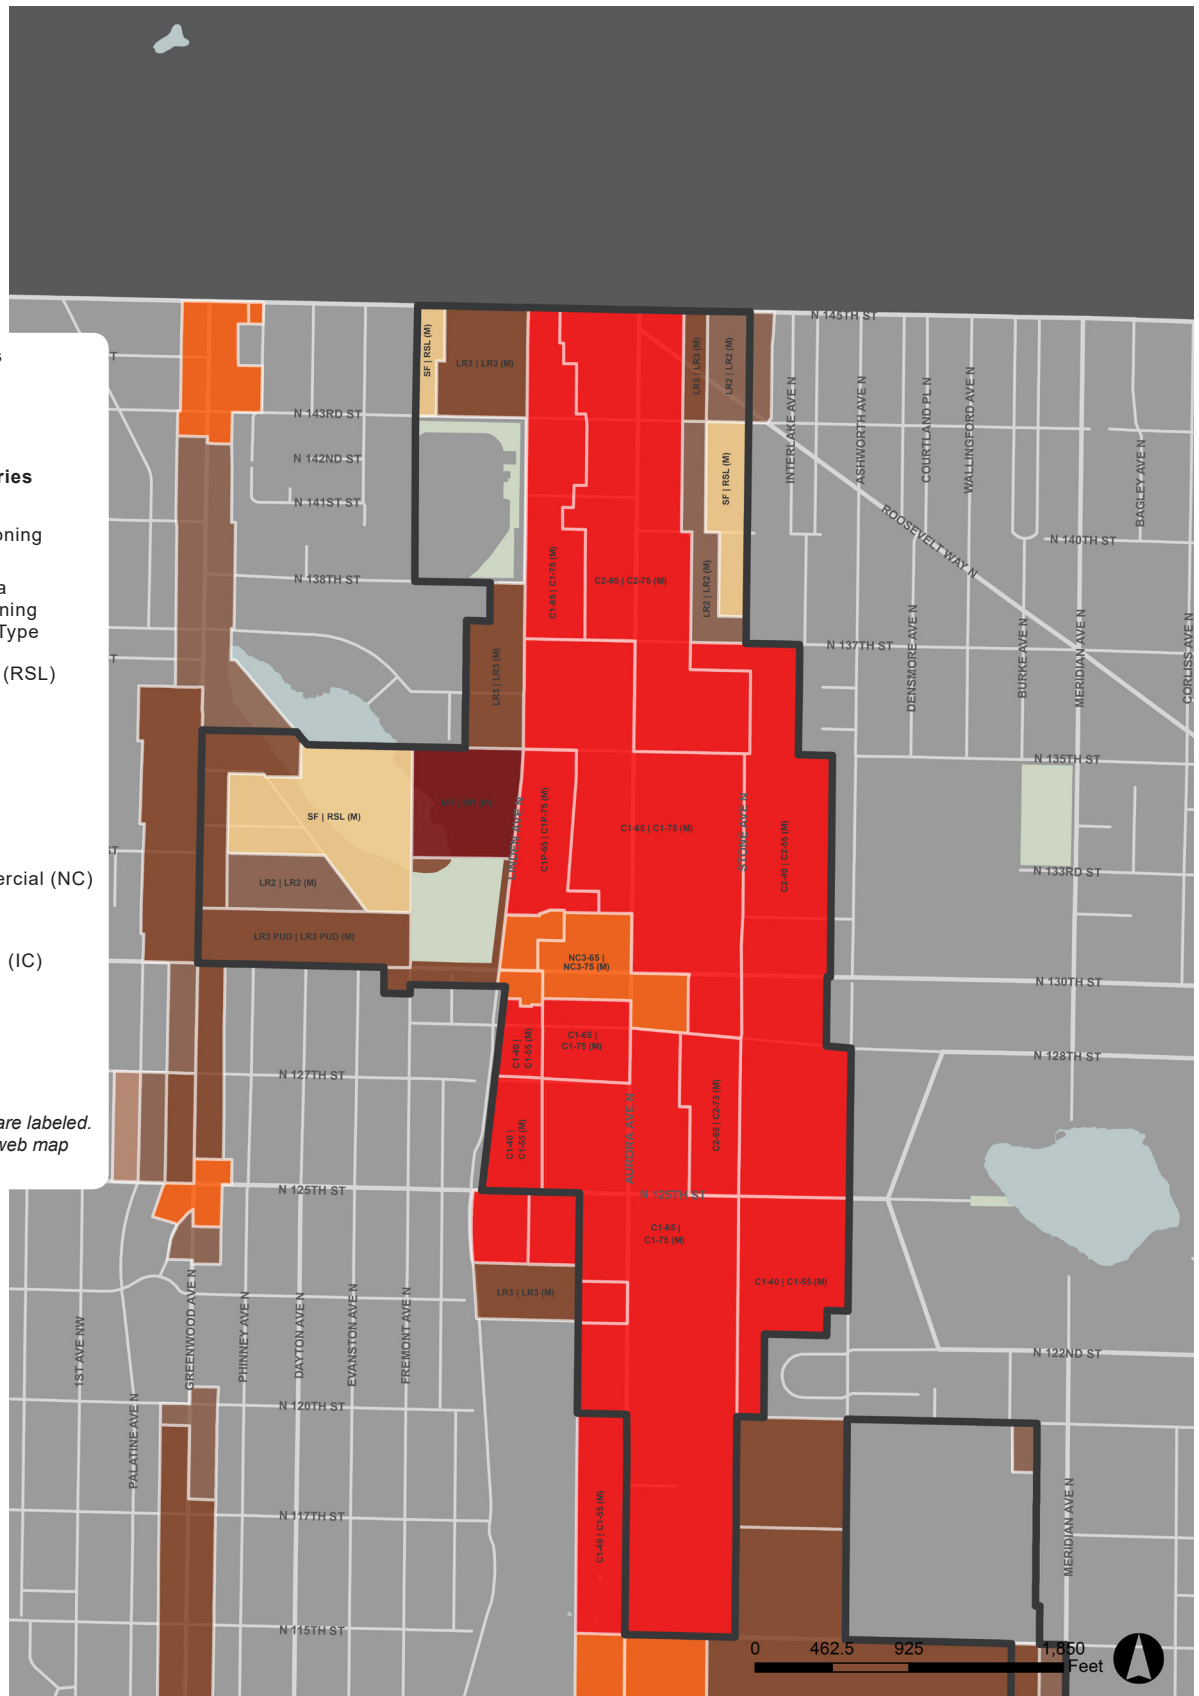 s
ries
oning
a
ning
Type
(RSL)
ercial (NC)
(IC)
are labeled.
web map
T
T
T
N 145TH ST
N 143RD ST
N 142ND ST
N 141ST ST
N 138TH ST
N 140TH ST
N 137TH ST
N 135TH ST
N 133RD ST
N 130TH ST
N 128TH ST
N 127TH ST
N 125TH ST
N 125TH ST
N 122ND ST
N 120TH ST
N 117TH ST
N 115TH ST
ROOSEVELT WAY N
INTERLAKE AVE N
ASHWORTH AVE N
COURTLAND PL N
WALLINGFORD AVE N
BAGLEY AVE N
DENSMORE AVE N
BURKE AVE N
MERIDIAN AVE N
CORLISS AVE N
LINDEN AVE N
STONE AVE N
AURORA AVE N
1ST AVE NW
PALATINE AVE N
GREENWOOD AVE N
PHINNEY AVE N
DAYTON AVE N
EVANSTON AVE N
FREMONT AVE N
MERIDIAN AVE N
SF | RSL (M)
LR3 | LR3 (M)
LR3 | LR3 (M)
LR2 | LR2 (M)
SF | RSL (M)
LR2 | LR2 (M)
C1-65 | C1-75 (M)
C2-65 | C2-75 (M)
LR3 | LR3 (M)
SF | RSL (M)
LR2 | LR2 (M)
LR3 PUD | LR3 PUD (M)
C1P-65 | C1P-75 (M)
C1-65 | C1-75 (M)
C2-40 | C2-55 (M)
NC3-65 |
NC3-75 (M)
C1-40 |
C1-55 (M)
C1-65 |
C1-75 (M)
C1-40 |
C1-55 (M)
C2-65 | C2-75 (M)
C1-65 |
C1-75 (M)
C1-40 | C1-55 (M)
LR3 | LR3 (M)
C1-40 | C1-55 (M)
0 462.5 925 1,850
Feet